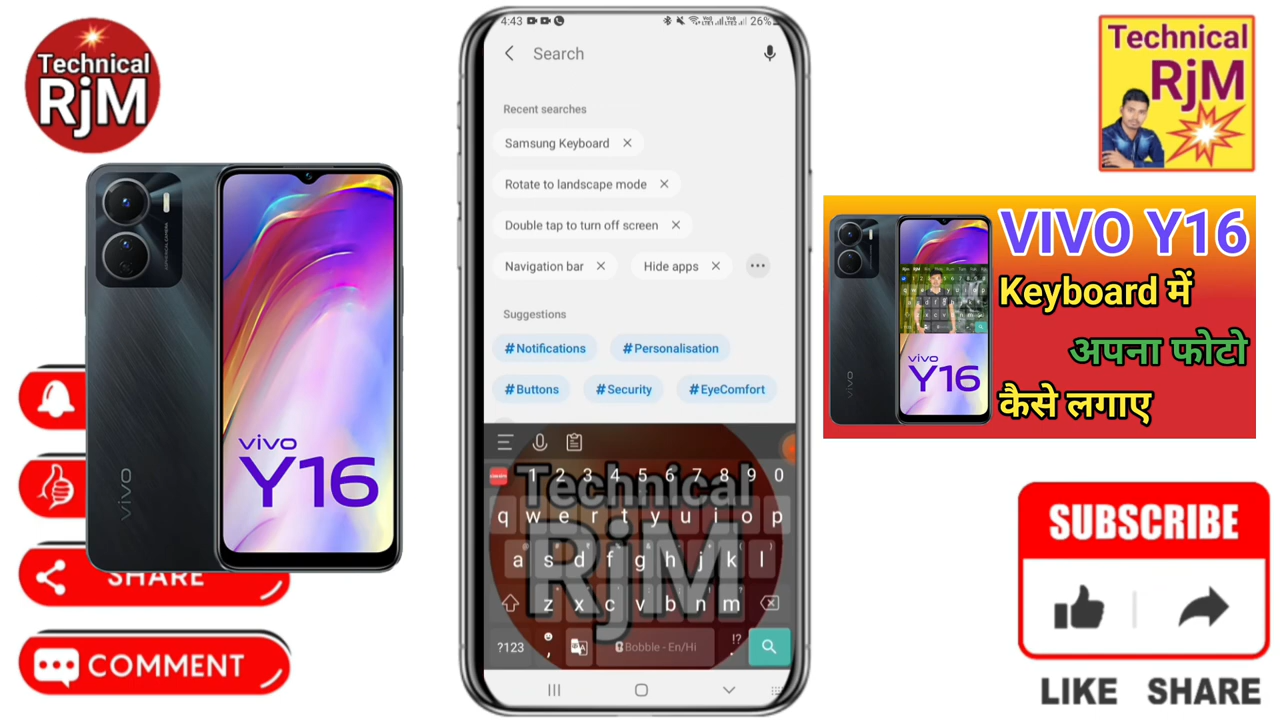 Technical
RjM
vivo
vivo
Y16
SHARE
COMMENT
4:43
26%
Search
Recent searches
Samsung Keyboard
Rotate to landscape mode
Double tap to turn off screen
Navigation bar
Hide apps
Suggestions
#Notifications
#Personalisation
#Buttons
#Security
#EyeComfort
Technical
RjM
1 2 3 4 5 6 7 8 9 0
q w e r t y u i o p
a s d f g h j k l
z x c v b n m
?123 , Bobble - En/Hi !? .
Technical
RjM
VIVO Y16
Keyboard में
अपना फोटो
कैसे लगाए
vivo
vivo
Y16
SUBSCRIBE
LIKE SHARE